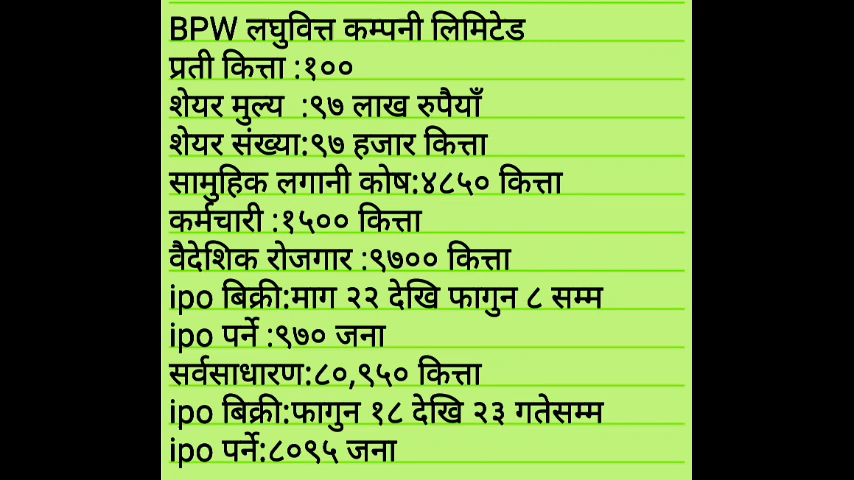 BPW लघुवित्त कम्पनी लिमिटेड
प्रती कित्ता :१००
शेयर मुल्य :९७ लाख रुपैयाँ
शेयर संख्या:९७ हजार कित्ता
सामुहिक लगानी कोष:४८५० कित्ता
कर्मचारी :१५०० कित्ता
वैदेशिक रोजगार :९७०० कित्ता
ipo बिक्री:माग २२ देखि फागुन ८ सम्म
ipo पर्ने :९७० जना
सर्वसाधारण:८०,९५० कित्ता
ipo बिक्री:फागुन १८ देखि २३ गतेसम्म
ipo पर्ने:८०९५ जना